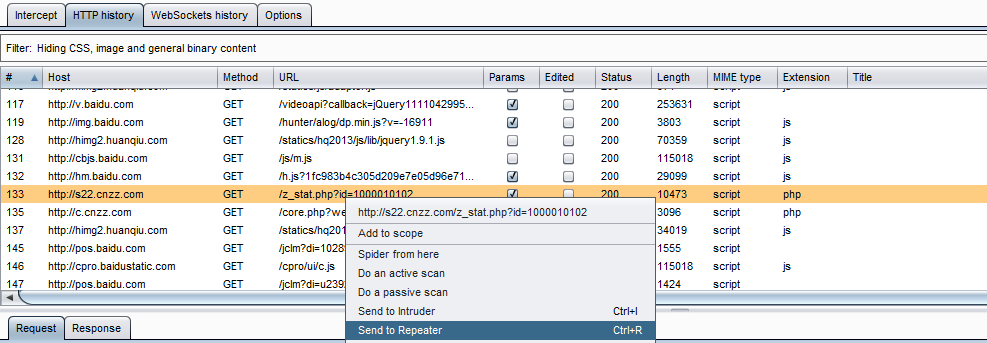 Intercept HTTP history WebSockets history Options
Filter: Hiding CSS, image and general binary content
# Host Method URL Params Edited Status Length MIME type Extension Title
117 http://v.baidu.com GET /videoapi?callback=jQuery1111042995... 200 253631 script
119 http://img.baidu.com GET /hunter/alog/dp.min.js?v=-16911 200 3803 script js
128 http://himg2.huanqiu.com GET /statics/hq2013/js/lib/jquery1.9.1.js 200 70359 script js
131 http://cbjs.baidu.com GET /js/m.js 200 115018 script js
132 http://hm.baidu.com GET /h.js?1fc983b4c305d209e7e05d96e71... 200 29099 script js
133 http://s22.cnzz.com GET /z_stat.php?id=1000010102 200 10473 script php
135 http://c.cnzz.com GET /core.php?we 3096 script php
http://s22.cnzz.com/z_stat.php?id=1000010102
137 http://himg2.huanqiu.com GET /statics/hq201 34019 script js
Add to scope
145 http://pos.baidu.com GET /jclm?di=1028 1555 script
Spider from here
146 http://cpro.baidustatic.com GET /cpro/ui/c.js 115018 script js
Do an active scan
147 http://pos.baidu.com GET /jclm?di=u239 1424 script
Do a passive scan
Send to Intruder Ctrl+I
Request Response
Send to Repeater Ctrl+R